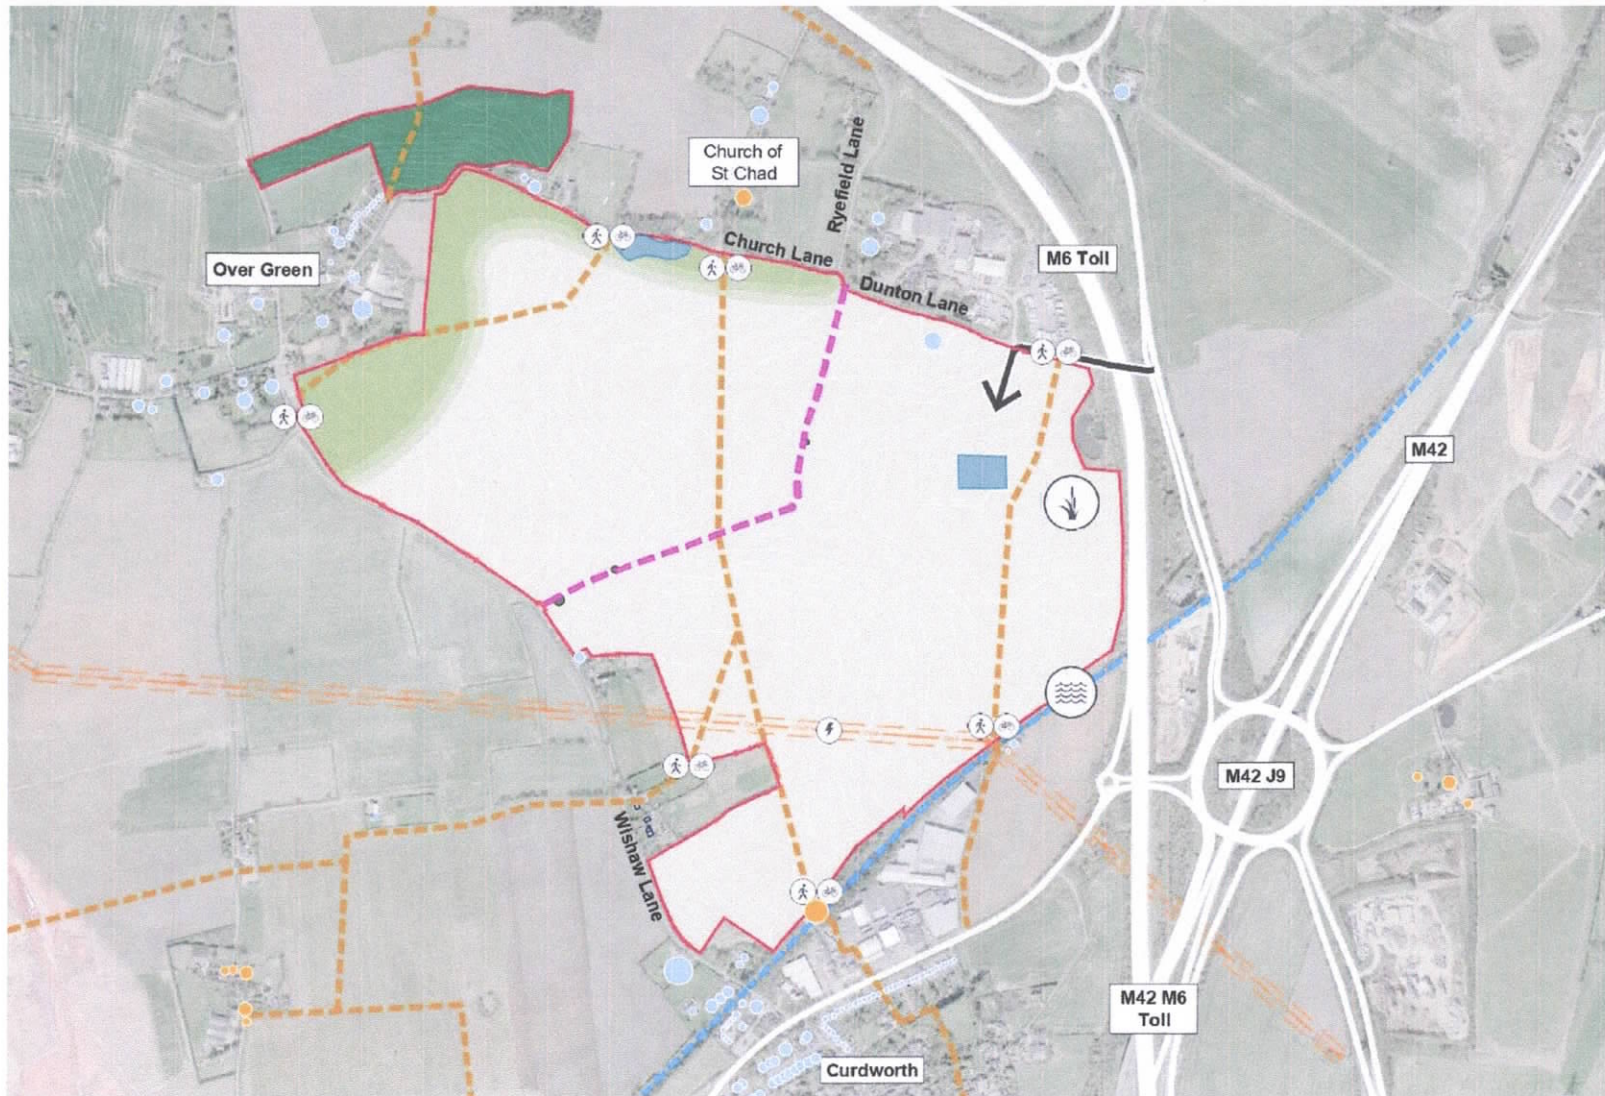 Church of
St Chad
Ryefield Lane
M6 Toll
Over Green
Church Lane
Dunton Lane
M42
M42 J9
Wishaw Lane
M42 M6
Toll
Curdworth